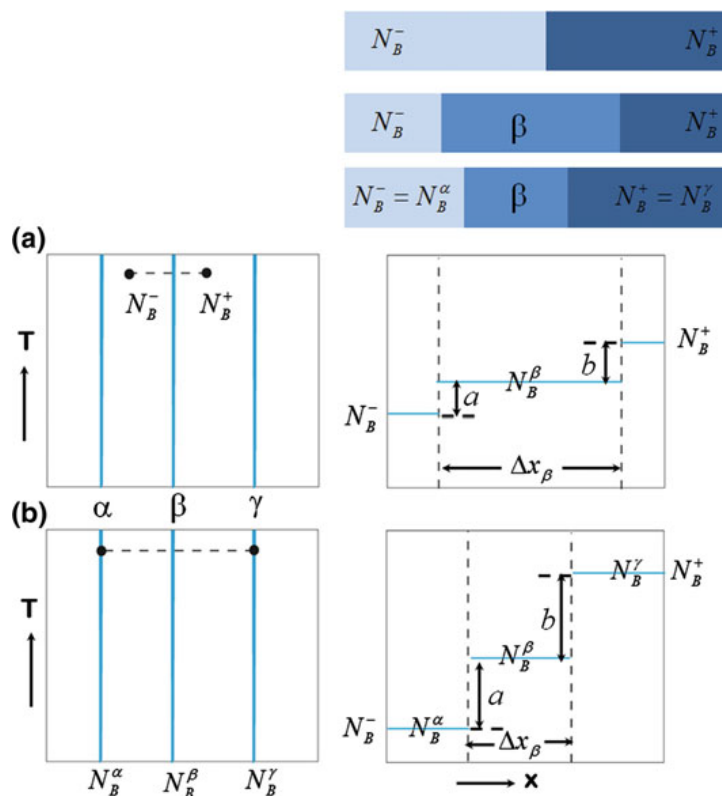 N_B^- N_B^+
N_B^- β N_B^+
N_B^- = N_B^α β N_B^+ = N_B^γ
(a)
T
N_B^- N_B^+
N_B^- a N_B^β b N_B^+
Δx_β
α β γ
(b)
T
N_B^α N_B^β N_B^γ
N_B^γ N_B^+
b
N_B^β
a
N_B^- N_B^α Δx_β
x